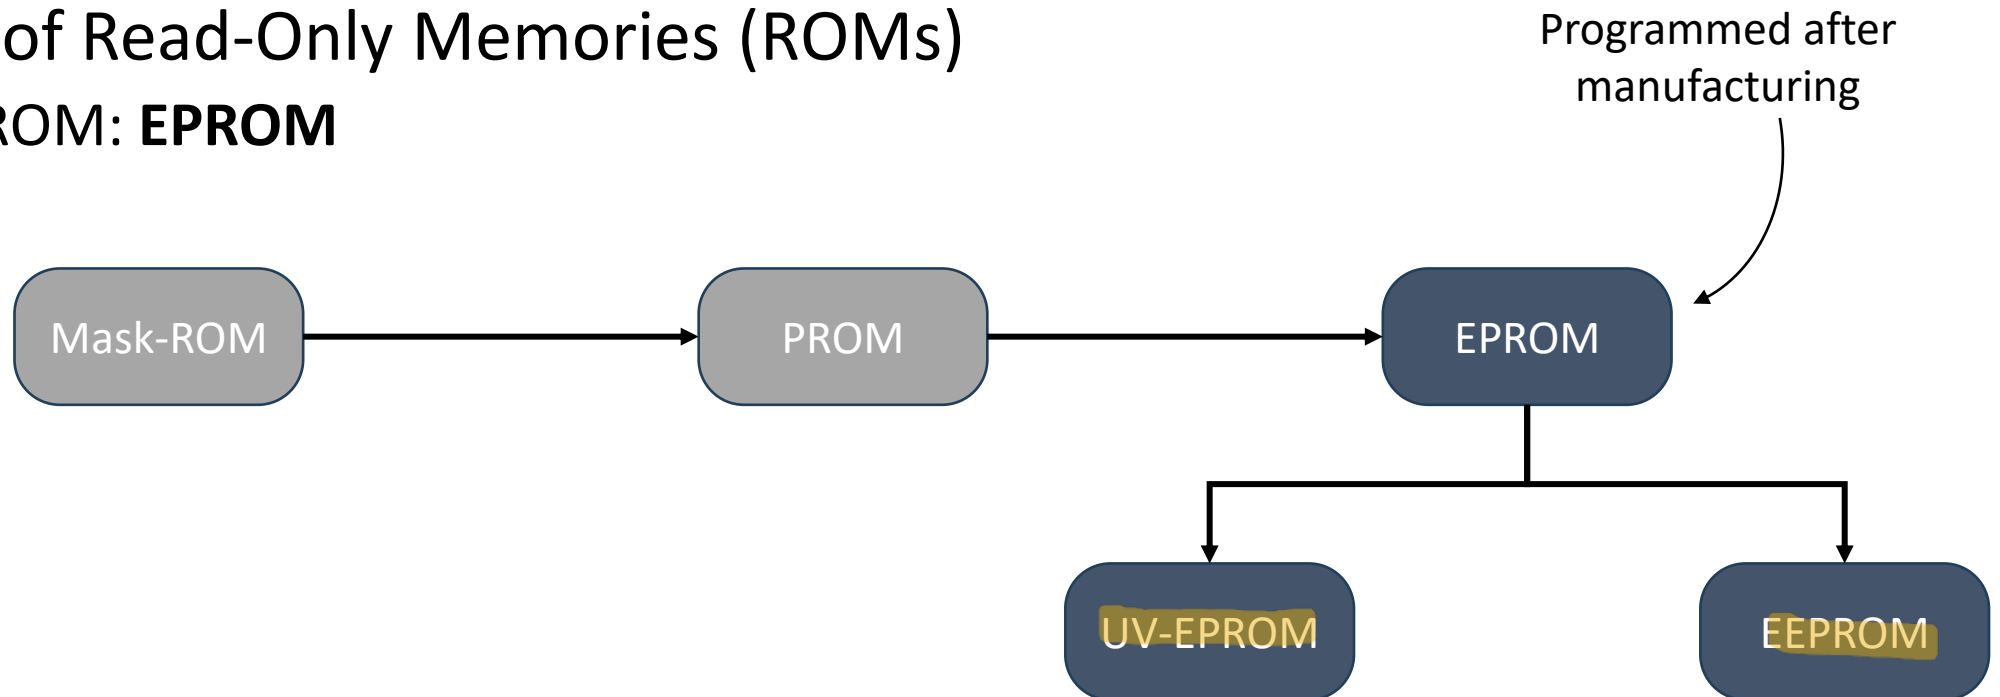 of Read-Only Memories (ROMs)
ROM: EPROM
Programmed after
manufacturing
Mask-ROM
PROM
EPROM
UV-EPROM
EEPROM